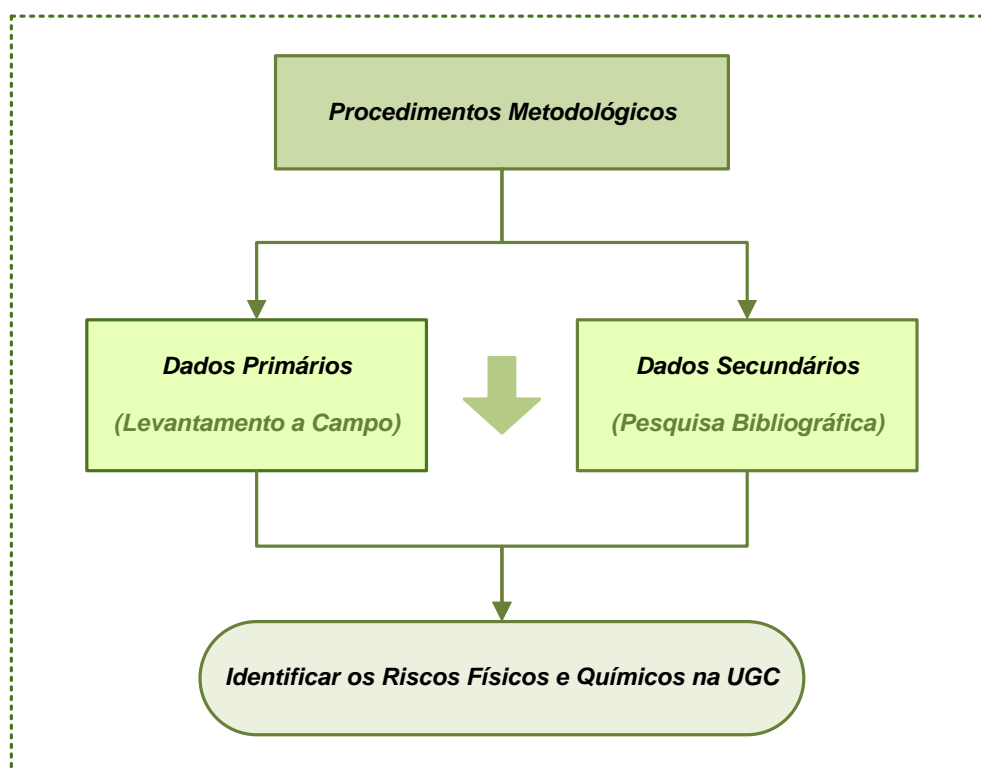 Procedimentos Metodológicos
Dados Primários
(Levantamento a Campo)
Dados Secundários
(Pesquisa Bibliográfica)
Identificar os Riscos Físicos e Químicos na UGC